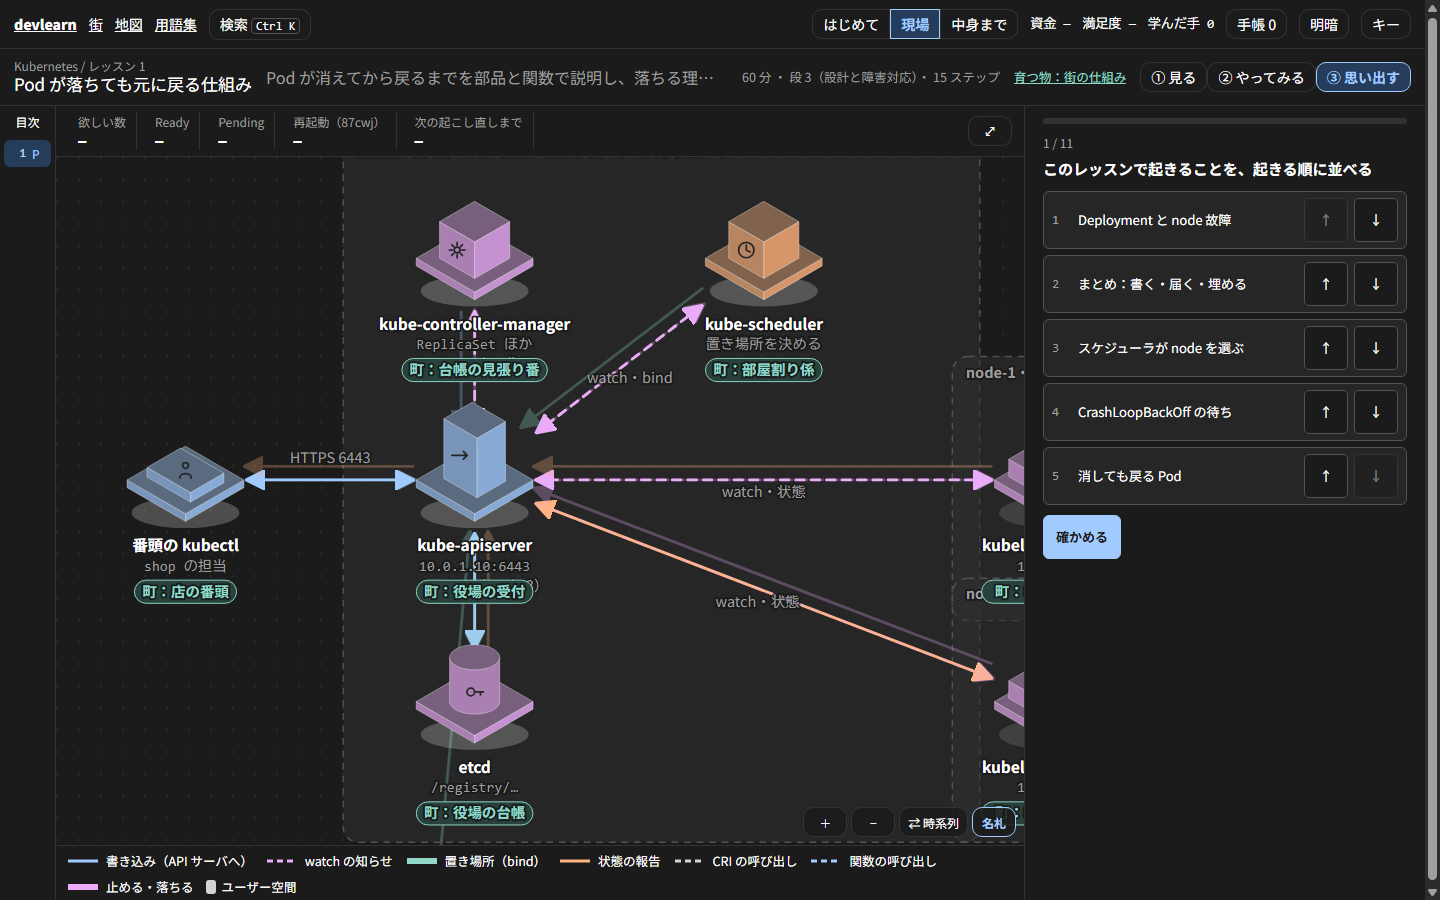 devlearn 街 地図 用語集 検索 Ctrl K はじめて 現場 中身まで 資金 — 満足度 — 学んだ手 0 手帳 0 明暗 キー
Kubernetes / レッスン 1
Pod が落ちても元に戻る仕組み Pod が消えてから戻るまでを部品と関数で説明し、落ちる理… 60 分 ・ 段 3（設計と障害対応）・ 15 ステップ 育つ物：街の仕組み ① 見る ② やってみる ③ 思い出す
目次
1 P
欲しい数 Ready Pending 再起動（87cwj） 次の起こし直しまで
– – – – –
⤢
kube-controller-manager
ReplicaSet ほか
町：台帳の見張り番
kube-scheduler
置き場所を決める
町：部屋割り係
watch・bind
node-1・
HTTPS 6443
watch・状態
番頭の kubectl
shop の担当
町：店の番頭
kube-apiserver
10.0.1.10:6443
町：役場の受付
watch・状態
kubel
1
町：
no
etcd
/registry/…
町：役場の台帳
kubel
1
＋ － ⇄ 時系列 名札
書き込み（API サーバへ） watch の知らせ 置き場所（bind） 状態の報告 CRI の呼び出し 関数の呼び出し
止める・落ちる ユーザー空間
1 / 11
このレッスンで起きることを、起きる順に並べる
1 Deployment と node 故障 ↑ ↓
2 まとめ：書く・届く・埋める ↑ ↓
3 スケジューラが node を選ぶ ↑ ↓
4 CrashLoopBackOff の待ち ↑ ↓
5 消しても戻る Pod ↑ ↓
確かめる